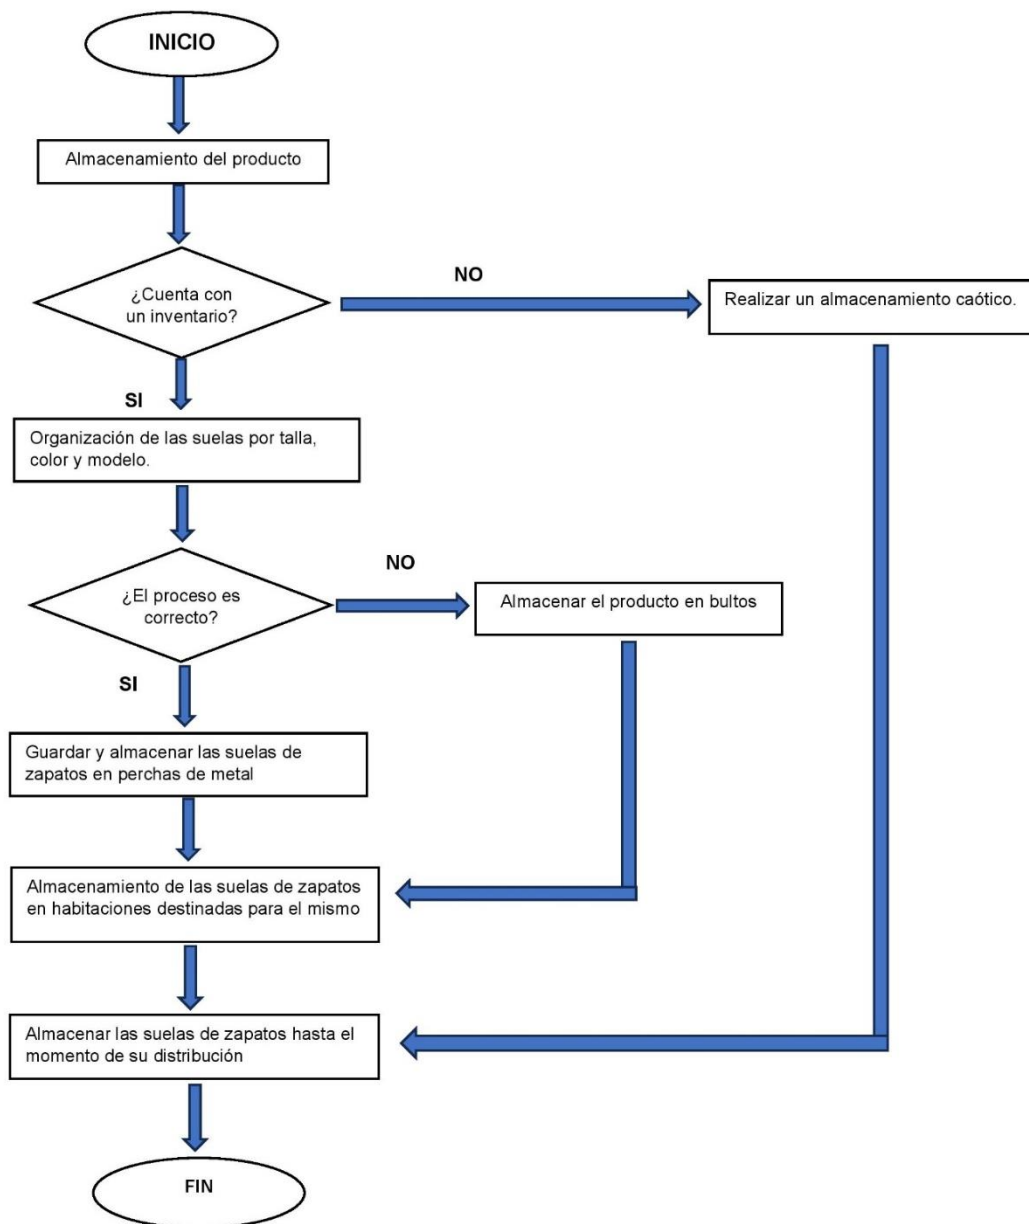 INICIO
Almacenamiento del producto
¿Cuenta con
un inventario?
NO
Realizar un almacenamiento caótico.
SI
Organización de las suelas por talla,
color y modelo.
¿El proceso es
correcto?
NO
Almacenar el producto en bultos
SI
Guardar y almacenar las suelas de
zapatos en perchas de metal
Almacenamiento de las suelas de zapatos
en habitaciones destinadas para el mismo
Almacenar las suelas de zapatos hasta el
momento de su distribución
FIN